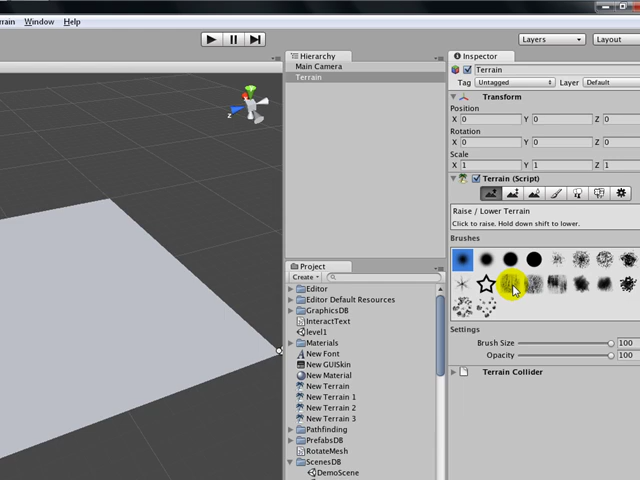 rrain Window Help
Layers
Layout
Hierarchy
Main Camera
Terrain
Inspector
Terrain
Tag Untagged Layer Default
Transform
Position
X 0 Y 0 Z 0
Rotation
X 0 Y 0 Z 0
Scale
X 1 Y 1 Z 1
Terrain (Script)
Raise / Lower Terrain
Click to raise. Hold down shift to lower.
Brushes
Settings
Brush Size 100
Opacity 100
Terrain Collider
z
Project
Create
Editor
Editor Default Resources
GraphicsDB
InteractText
level1
Materials
New Font
New GUISkin
New Material
New Terrain
New Terrain 1
New Terrain 2
New Terrain 3
Pathfinding
PrefabsDB
RotateMesh
ScenesDB
DemoScene